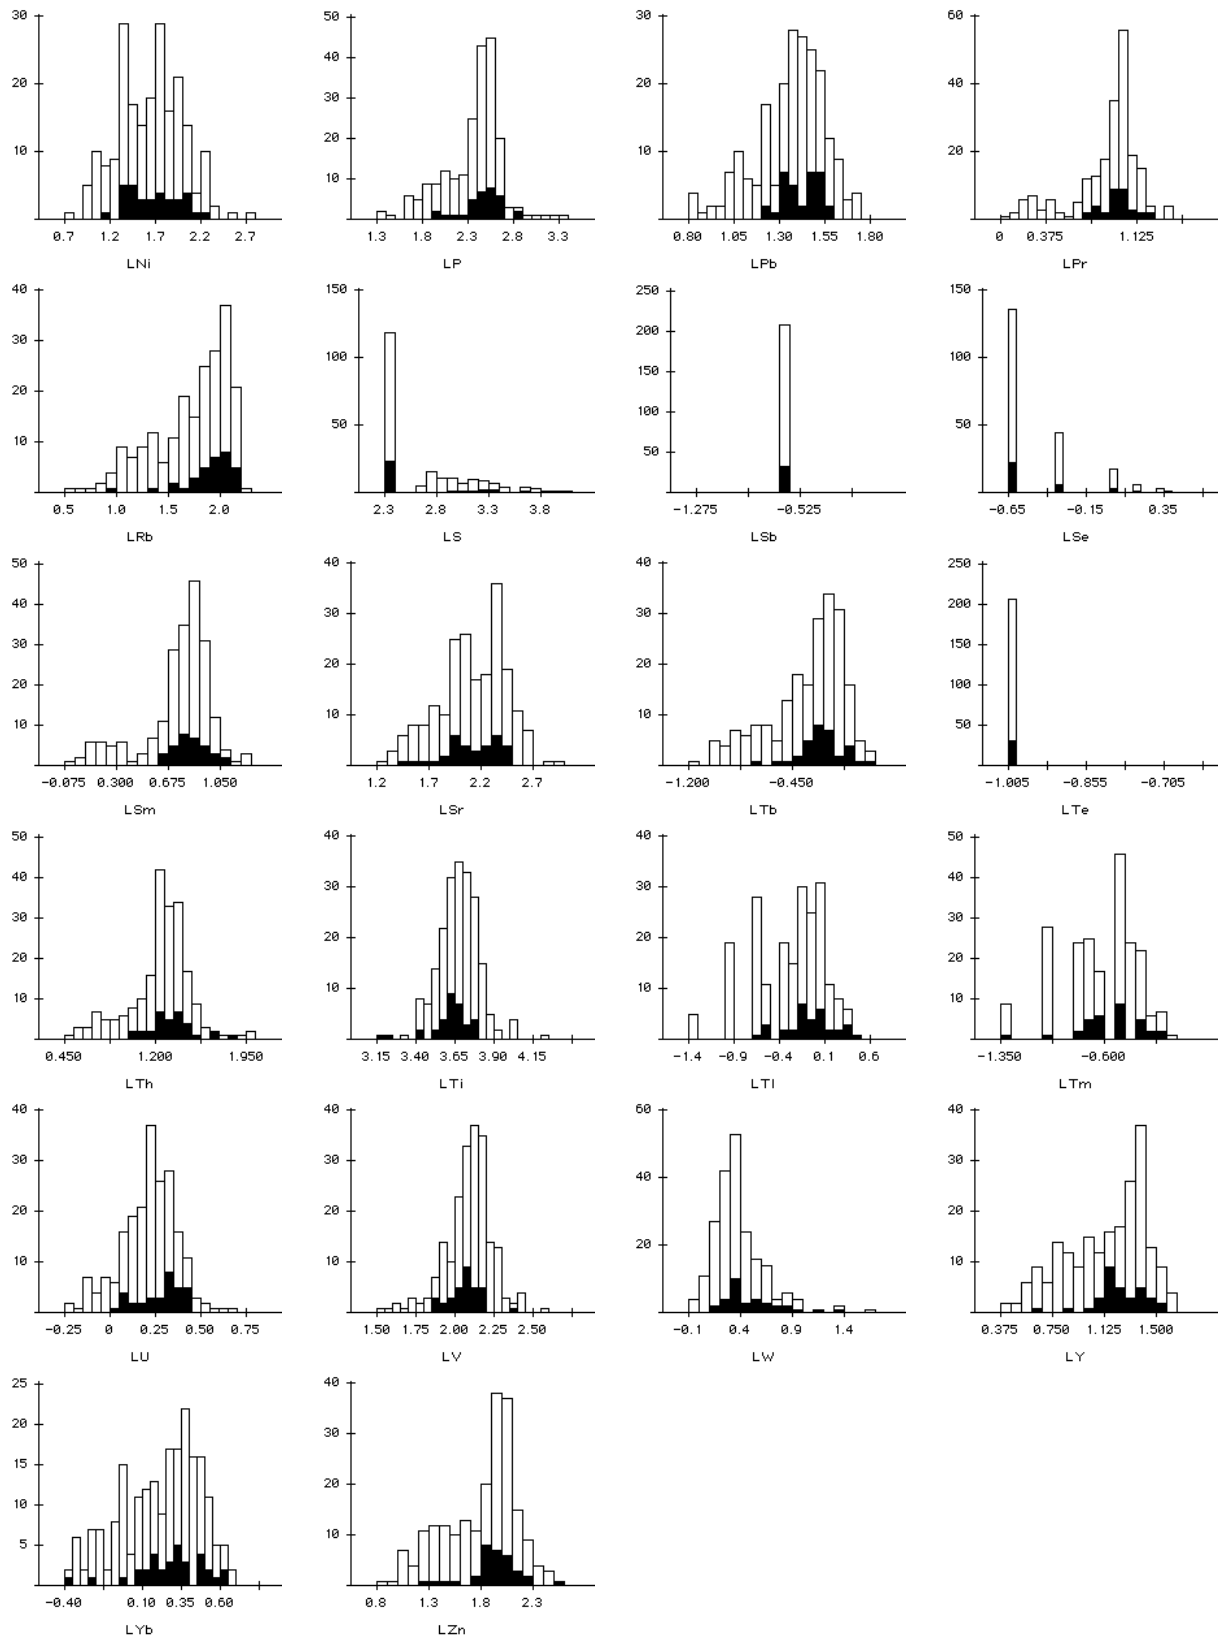 30
20
10
0.7 1.2 1.7 2.2 2.7
LNi
50
40
30
20
10
1.3 1.8 2.3 2.8 3.3
LP
30
20
10
0.80 1.05 1.30 1.55 1.80
LPb
60
40
20
0 0.375 1.125
LPr
40
30
20
10
0.5 1.0 1.5 2.0
LRb
150
100
50
2.3 2.8 3.3 3.8
LS
250
200
150
100
50
-1.275 -0.525
LSb
150
100
50
-0.65 -0.15 0.35
LSe
50
40
30
20
10
-0.075 0.300 0.675 1.050
LSm
40
30
20
10
1.2 1.7 2.2 2.7
LSr
40
30
20
10
-1.200 -0.450
LTb
250
200
150
100
50
-1.005 -0.855 -0.705
LTe
50
40
30
20
10
0.450 1.200 1.950
LTh
40
30
20
10
3.15 3.40 3.65 3.90 4.15
LTi
40
30
20
10
-1.4 -0.9 -0.4 0.1 0.6
LTl
50
40
30
20
10
-1.350 -0.600
LTm
40
30
20
10
-0.25 0 0.25 0.50 0.75
LU
40
30
20
10
1.50 1.75 2.00 2.25 2.50
LV
60
40
20
-0.1 0.4 0.9 1.4
LW
40
30
20
10
0.375 0.750 1.125 1.500
LY
25
20
15
10
5
-0.40 0.10 0.35 0.60
LYb
40
30
20
10
0.8 1.3 1.8 2.3
LZn